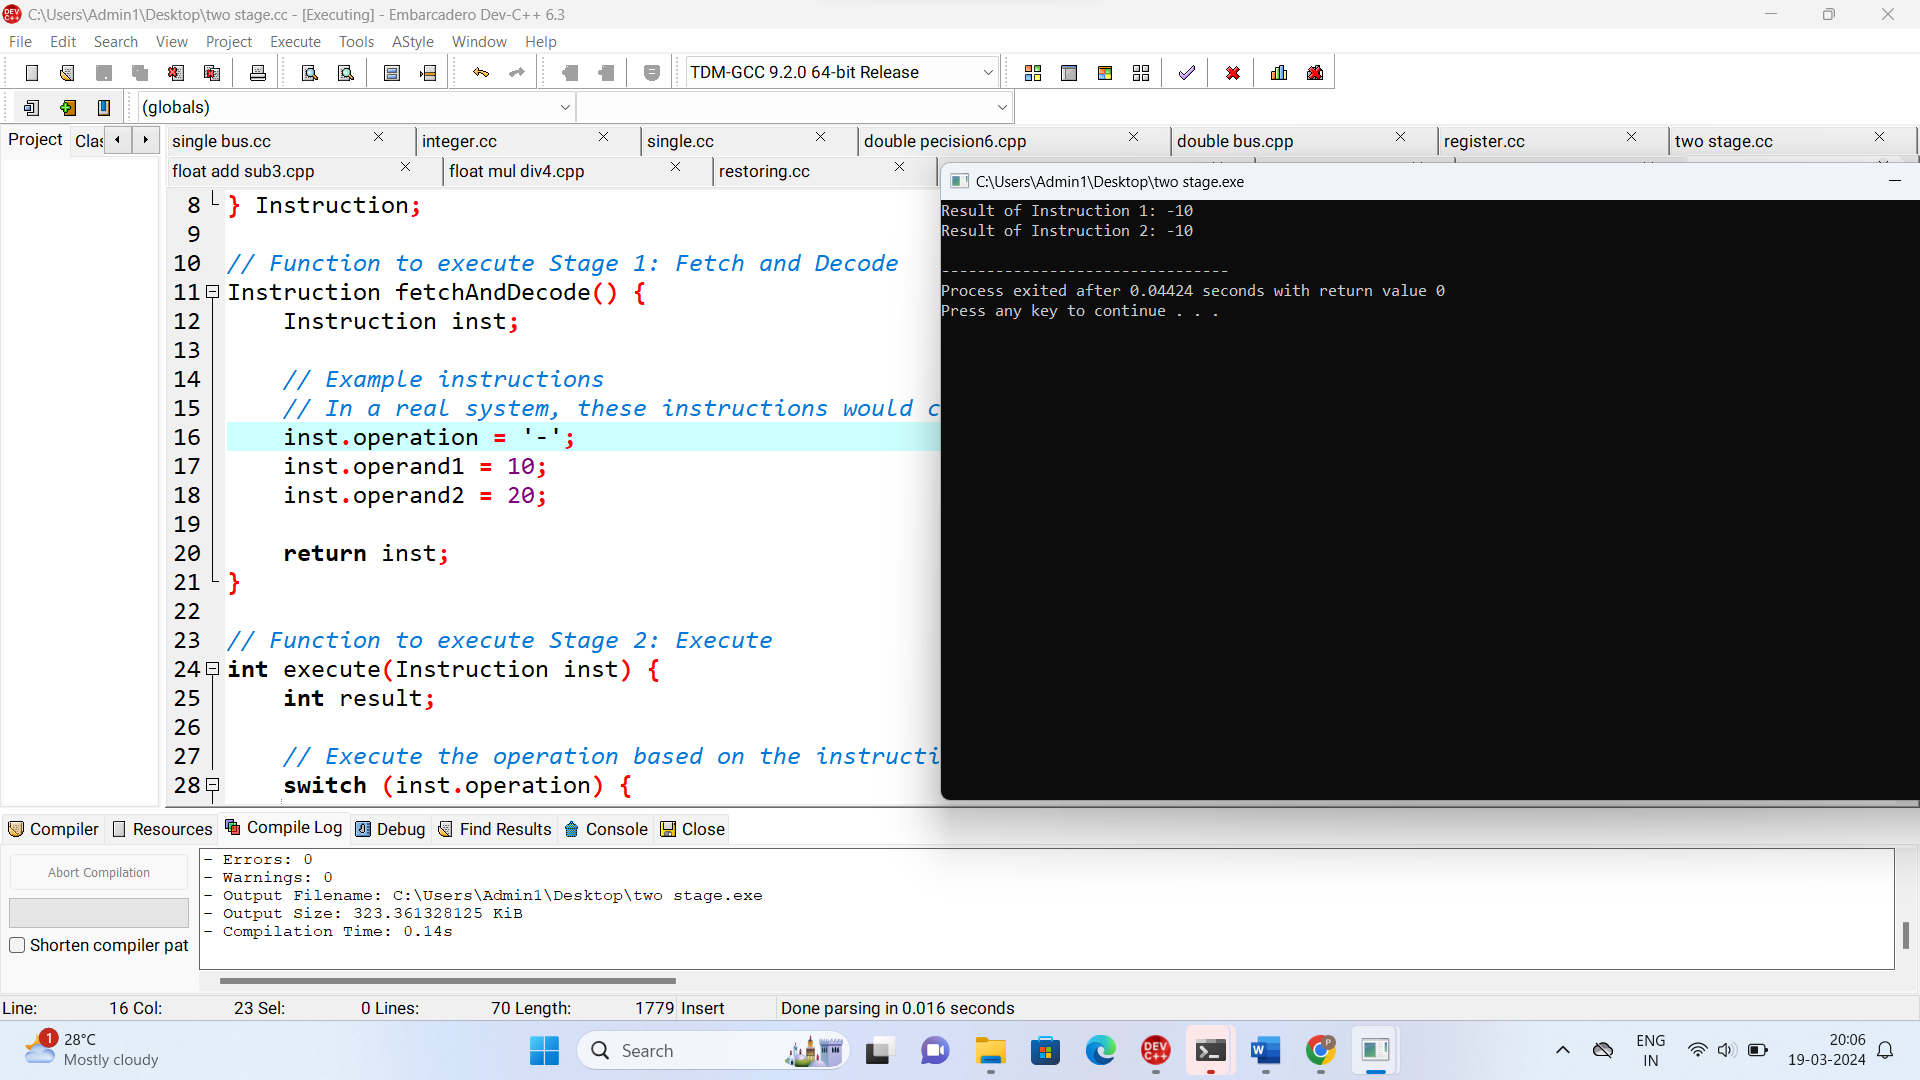 C:\Users\Admin1\Desktop\two stage.cc - [Executing] - Embarcadero Dev-C++ 6.3
File Edit Search View Project Execute Tools AStyle Window Help
TDM-GCC 9.2.0 64-bit Release
(globals)
Project Clas
single bus.cc integer.cc single.cc double pecision6.cpp double bus.cpp register.cc two stage.cc
float add sub3.cpp float mul div4.cpp restoring.cc
8 } Instruction;
9
10 // Function to execute Stage 1: Fetch and Decode
11 Instruction fetchAndDecode() {
12 Instruction inst;
13
14 // Example instructions
15 // In a real system, these instructions would c
16 inst.operation = '-';
17 inst.operand1 = 10;
18 inst.operand2 = 20;
19
20 return inst;
21 }
22
23 // Function to execute Stage 2: Execute
24 int execute(Instruction inst) {
25 int result;
26
27 // Execute the operation based on the instructi
28 switch (inst.operation) {
C:\Users\Admin1\Desktop\two stage.exe
Result of Instruction 1: -10
Result of Instruction 2: -10
--------------------------------
Process exited after 0.04424 seconds with return value 0
Press any key to continue . . .
Compiler Resources Compile Log Debug Find Results Console Close
Abort Compilation
Shorten compiler pat
- Errors: 0
- Warnings: 0
- Output Filename: C:\Users\Admin1\Desktop\two stage.exe
- Output Size: 323.361328125 KiB
- Compilation Time: 0.14s
Line: 16 Col: 23 Sel: 0 Lines: 70 Length: 1779 Insert Done parsing in 0.016 seconds
1
28°C
Mostly cloudy
Search
DEV C++
W
P
ENG
IN
20:06
19-03-2024